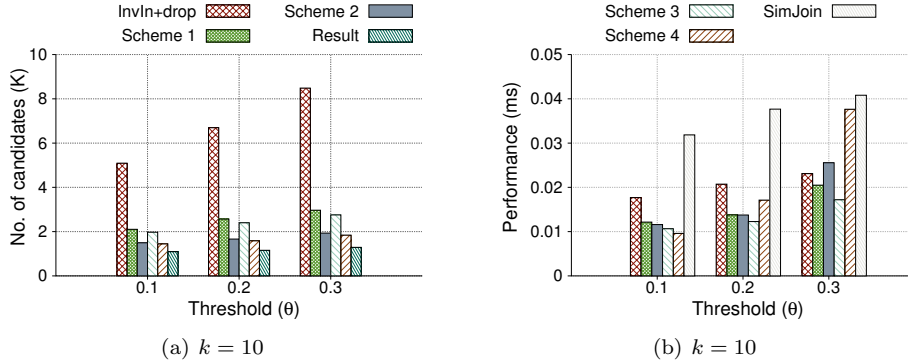 InvIn+drop
Scheme 1
Scheme 2
Result
No. of candidates (K)
10
8
6
4
2
0
0.1 0.2 0.3
Threshold (θ)
(a) k = 10
Scheme 3
Scheme 4
SimJoin
Performance (ms)
0.05
0.04
0.03
0.02
0.01
0
0.1 0.2 0.3
Threshold (θ)
(b) k = 10